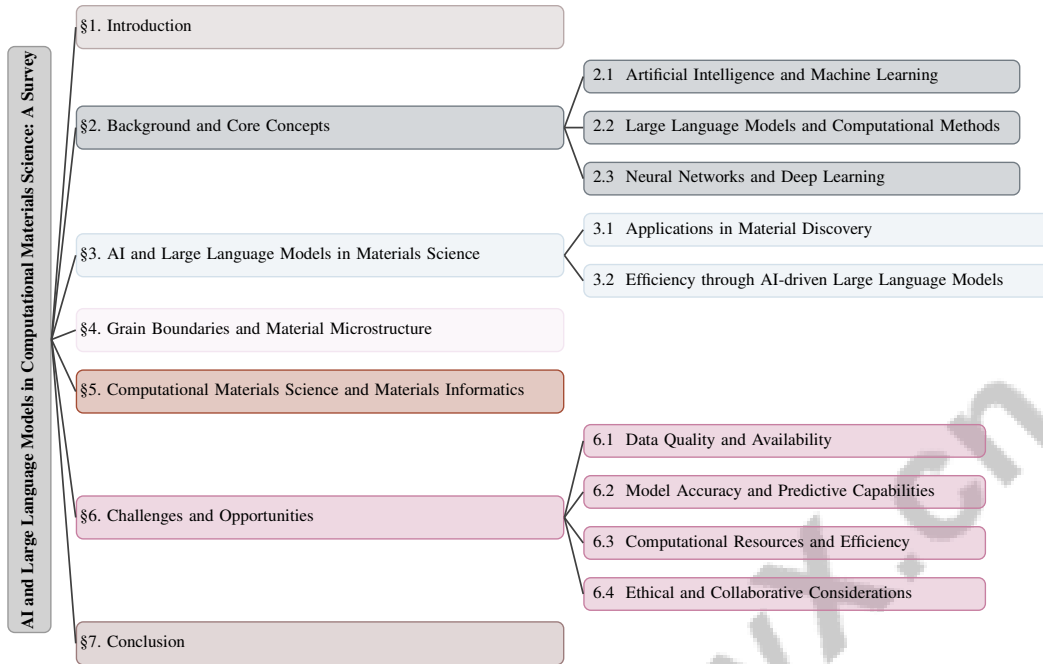 AI and Large Language Models in Computational Materials Science: A Survey
§1. Introduction
§2. Background and Core Concepts
2.1 Artificial Intelligence and Machine Learning
2.2 Large Language Models and Computational Methods
2.3 Neural Networks and Deep Learning
§3. AI and Large Language Models in Materials Science
3.1 Applications in Material Discovery
3.2 Efficiency through AI-driven Large Language Models
§4. Grain Boundaries and Material Microstructure
§5. Computational Materials Science and Materials Informatics
§6. Challenges and Opportunities
6.1 Data Quality and Availability
6.2 Model Accuracy and Predictive Capabilities
6.3 Computational Resources and Efficiency
6.4 Ethical and Collaborative Considerations
§7. Conclusion